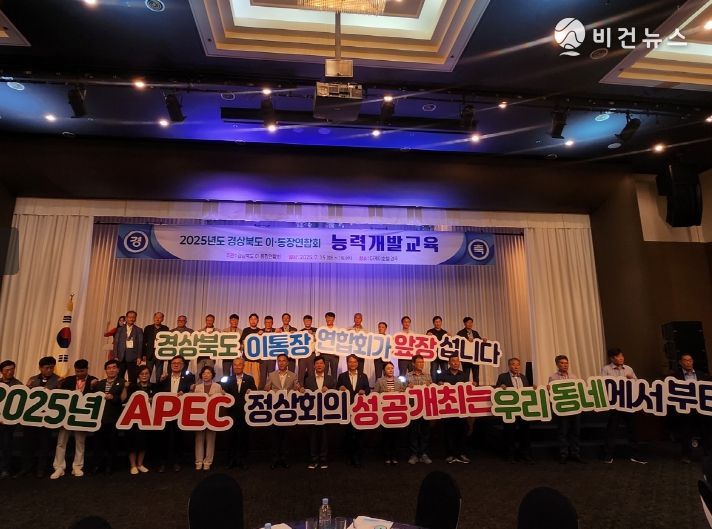 비건뉴스
경
2025년도 경상북도 이·통장연합회 능력개발교육
축
경상북도 이통장 연합회가 앞장 섭니다
2025년 APEC 정상회의 성공개최는 우리 동네에서부터